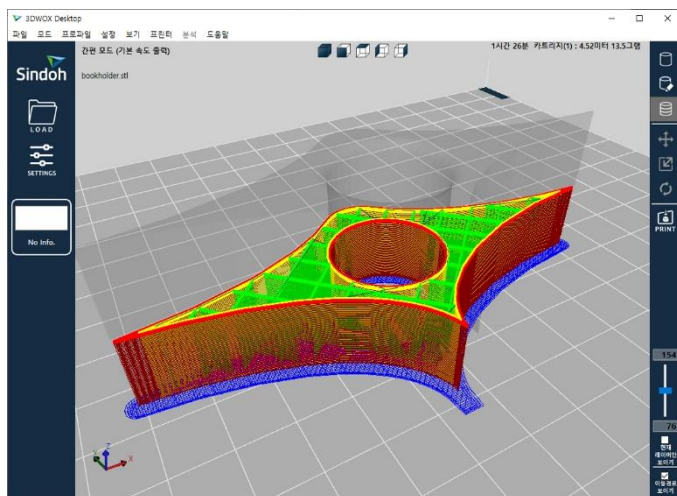 3DWOX Desktop
파일 모드 프로파일 설정 보기 프린터 분석 도움말
간편 모드 (기본 속도 출력)
1시간 26분 카트리지(1) : 4.52미터 13.5그램
bookholder.stl
Sindoh
LOAD
SETTINGS
No Info.
PRINT
154
76
현재
레이어만
보이기
이동경로
보이기
Z
Y
X